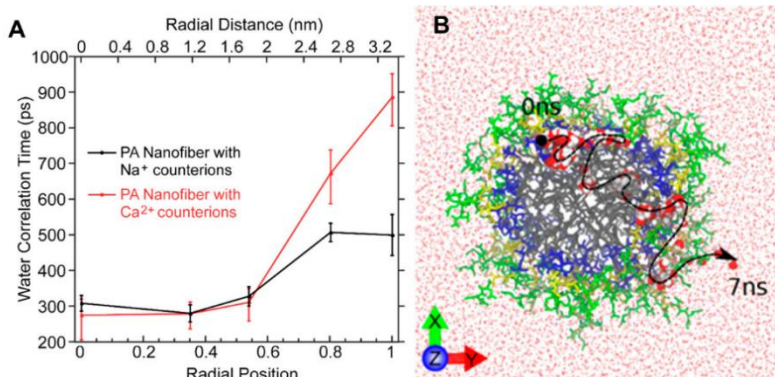 A
Radial Distance (nm)
0 0.4 0.8 1.2 1.6 2.0 2.4 2.8 3.2
1000
900
800
700
600
500
400
300
200
Water Correlation Time (ps)
PA Nanofiber with
Na⁺ counterions
PA Nanofiber with
Ca²⁺ counterions
0 0.2 0.4 0.6 0.8 1
Radial Position
B
0ns
7ns
X
Z
Y